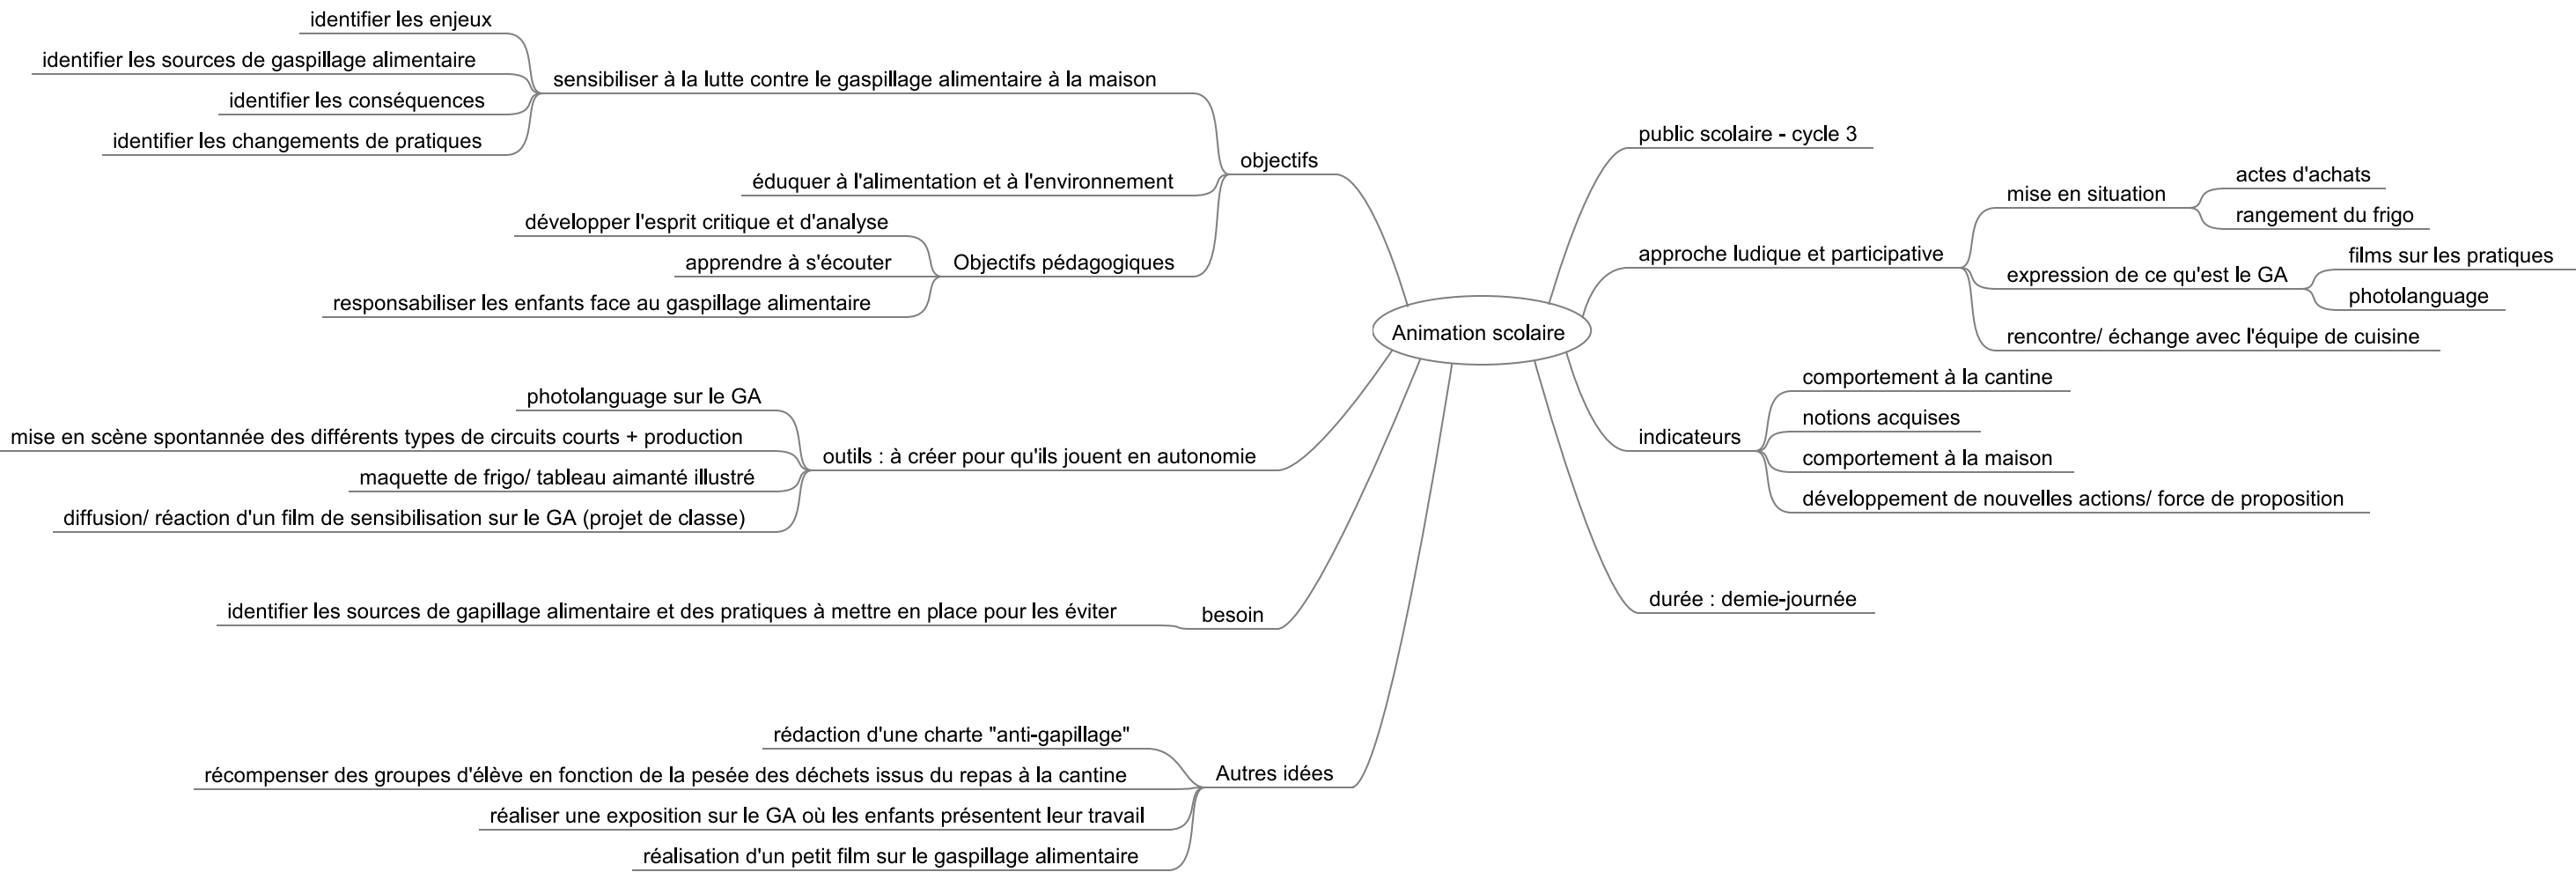 identifier les enjeux
identifier les sources de gaspillage alimentaire
identifier les conséquences
identifier les changements de pratiques
sensibiliser à la lutte contre le gaspillage alimentaire à la maison
éduquer à l'alimentation et à l'environnement
développer l'esprit critique et d'analyse
apprendre à s'écouter
responsabiliser les enfants face au gaspillage alimentaire
Objectifs pédagogiques
objectifs
photolanguage sur le GA
mise en scène spontannée des différents types de circuits courts + production
maquette de frigo/ tableau aimanté illustré
diffusion/ réaction d'un film de sensibilisation sur le GA (projet de classe)
outils : à créer pour qu'ils jouent en autonomie
identifier les sources de gapillage alimentaire et des pratiques à mettre en place pour les éviter
besoin
rédaction d'une charte "anti-gapillage"
récompenser des groupes d'élève en fonction de la pesée des déchets issus du repas à la cantine
réaliser une exposition sur le GA où les enfants présentent leur travail
réalisation d'un petit film sur le gaspillage alimentaire
Autres idées
Animation scolaire
public scolaire - cycle 3
approche ludique et participative
mise en situation
actes d'achats
rangement du frigo
expression de ce qu'est le GA
films sur les pratiques
photolanguage
rencontre/ échange avec l'équipe de cuisine
indicateurs
comportement à la cantine
notions acquises
comportement à la maison
développement de nouvelles actions/ force de proposition
durée : demie-journée